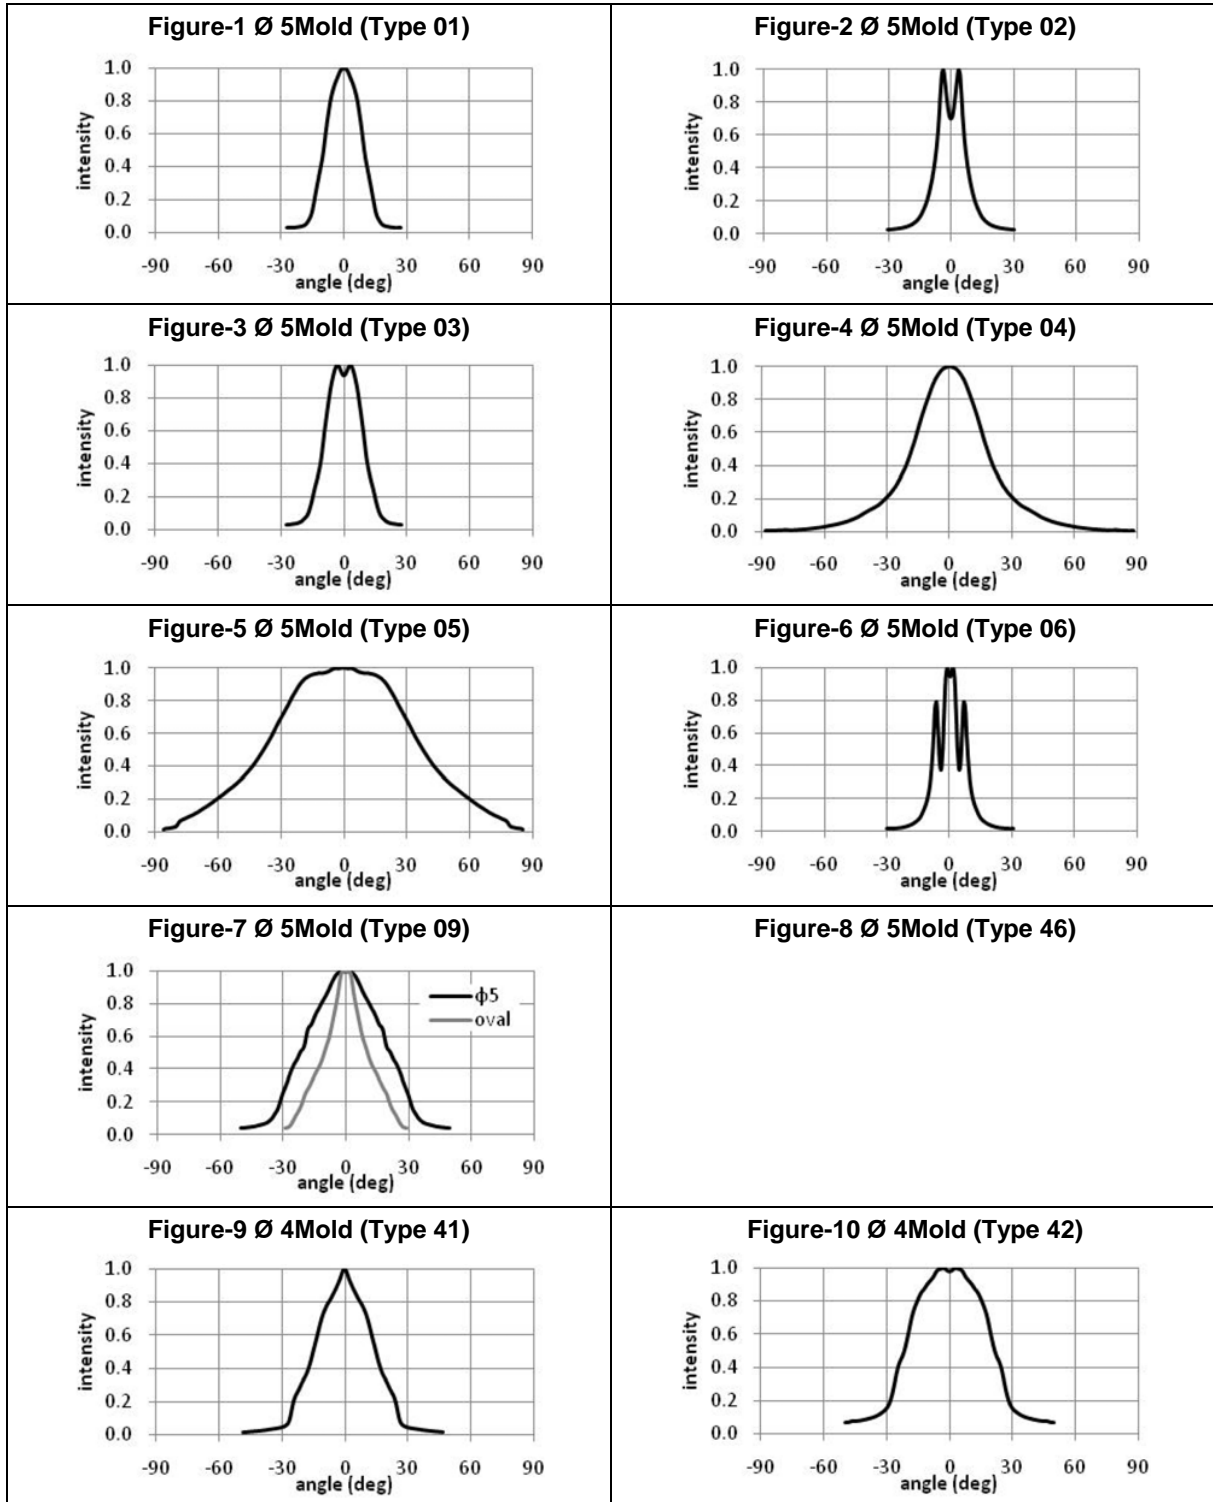 Figure-1 Ø 5Mold (Type 01)
1.0
0.8
0.6
0.4
0.2
0.0
intensity
-90 -60 -30 0 30 60 90
angle (deg)
Figure-2 Ø 5Mold (Type 02)
1.0
0.8
0.6
0.4
0.2
0.0
intensity
-90 -60 -30 0 30 60 90
angle (deg)
Figure-3 Ø 5Mold (Type 03)
1.0
0.8
0.6
0.4
0.2
0.0
intensity
-90 -60 -30 0 30 60 90
angle (deg)
Figure-4 Ø 5Mold (Type 04)
1.0
0.8
0.6
0.4
0.2
0.0
intensity
-90 -60 -30 0 30 60 90
angle (deg)
Figure-5 Ø 5Mold (Type 05)
1.0
0.8
0.6
0.4
0.2
0.0
intensity
-90 -60 -30 0 30 60 90
angle (deg)
Figure-6 Ø 5Mold (Type 06)
1.0
0.8
0.6
0.4
0.2
0.0
intensity
-90 -60 -30 0 30 60 90
angle (deg)
Figure-7 Ø 5Mold (Type 09)
1.0
0.8
0.6
0.4
0.2
0.0
intensity
ф5
oval
-90 -60 -30 0 30 60 90
angle (deg)
Figure-8 Ø 5Mold (Type 46)
Figure-9 Ø 4Mold (Type 41)
1.0
0.8
0.6
0.4
0.2
0.0
intensity
-90 -60 -30 0 30 60 90
angle (deg)
Figure-10 Ø 4Mold (Type 42)
1.0
0.8
0.6
0.4
0.2
0.0
intensity
-90 -60 -30 0 30 60 90
angle (deg)